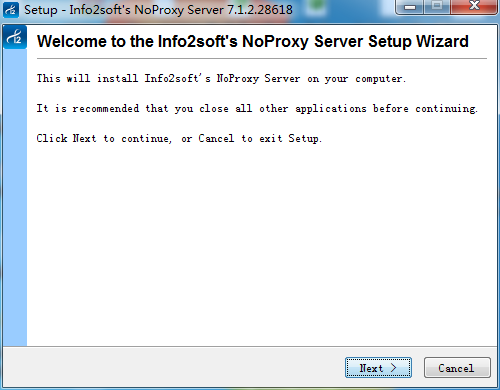 Setup - Info2soft's NoProxy Server 7.1.2.28618
Welcome to the Info2soft's NoProxy Server Setup Wizard
This will install Info2soft's NoProxy Server on your computer.
It is recommended that you close all other applications before continuing.
Click Next to continue, or Cancel to exit Setup.
Next >
Cancel